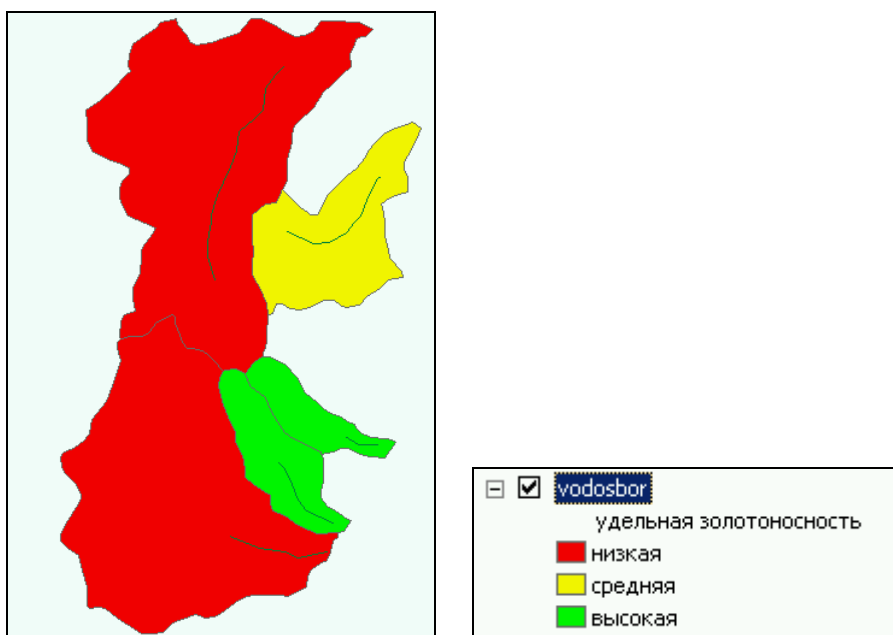 vodosbor
удельная золотоносность
низкая
средняя
высокая